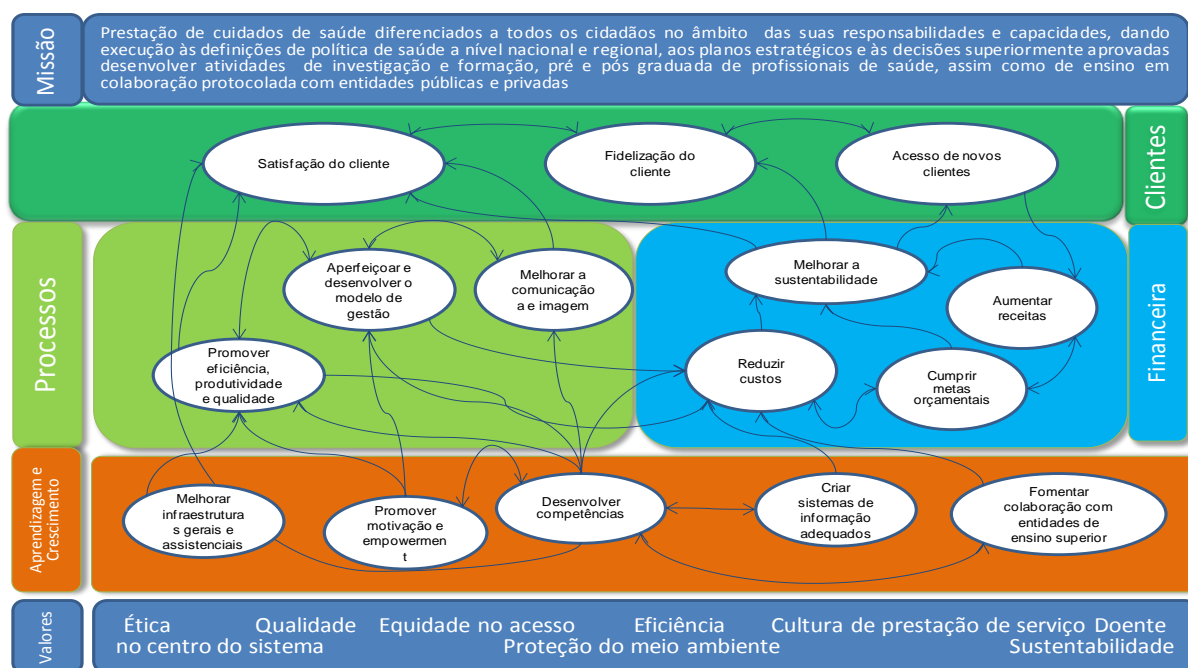 Missão
Prestação de cuidados de saúde diferenciados a todos os cidadãos no âmbito das suas responsabilidades e capacidades, dando
execução às definições de política de saúde a nível nacional e regional, aos planos estratégicos e às decisões superiormente aprovadas
desenvolver atividades de investigação e formação, pré e pós graduada de profissionais de saúde, assim como de ensino em
colaboração protocolada com entidades públicas e privadas
Clientes
Satisfação do cliente
Fidelização do
cliente
Acesso de novos
clientes
Processos
Aperfeiçoar e
desenvolver o
modelo de
gestão
Melhorar a
comunicaçã
a e imagem
Promover
eficiência,
produtividade
e qualidade
Financeira
Melhorar a
sustentabilidade
Aumentar
receitas
Reduzir
custos
Cumprir
metas
orçamentais
Aprendizagem e
Crescimento
Melhorar
infraestrutura
s gerais e
assistenciais
Promover
motivação e
empowermen
t
Desenvolver
competências
Criar
sistemas de
informação
adequados
Fomentar
colaboração com
entidades de
ensino superior
Valores
Ética Qualidade Equidade no acesso Eficiência Cultura de prestação de serviço Doente
no centro do sistema Proteção do meio ambiente Sustentabilidade